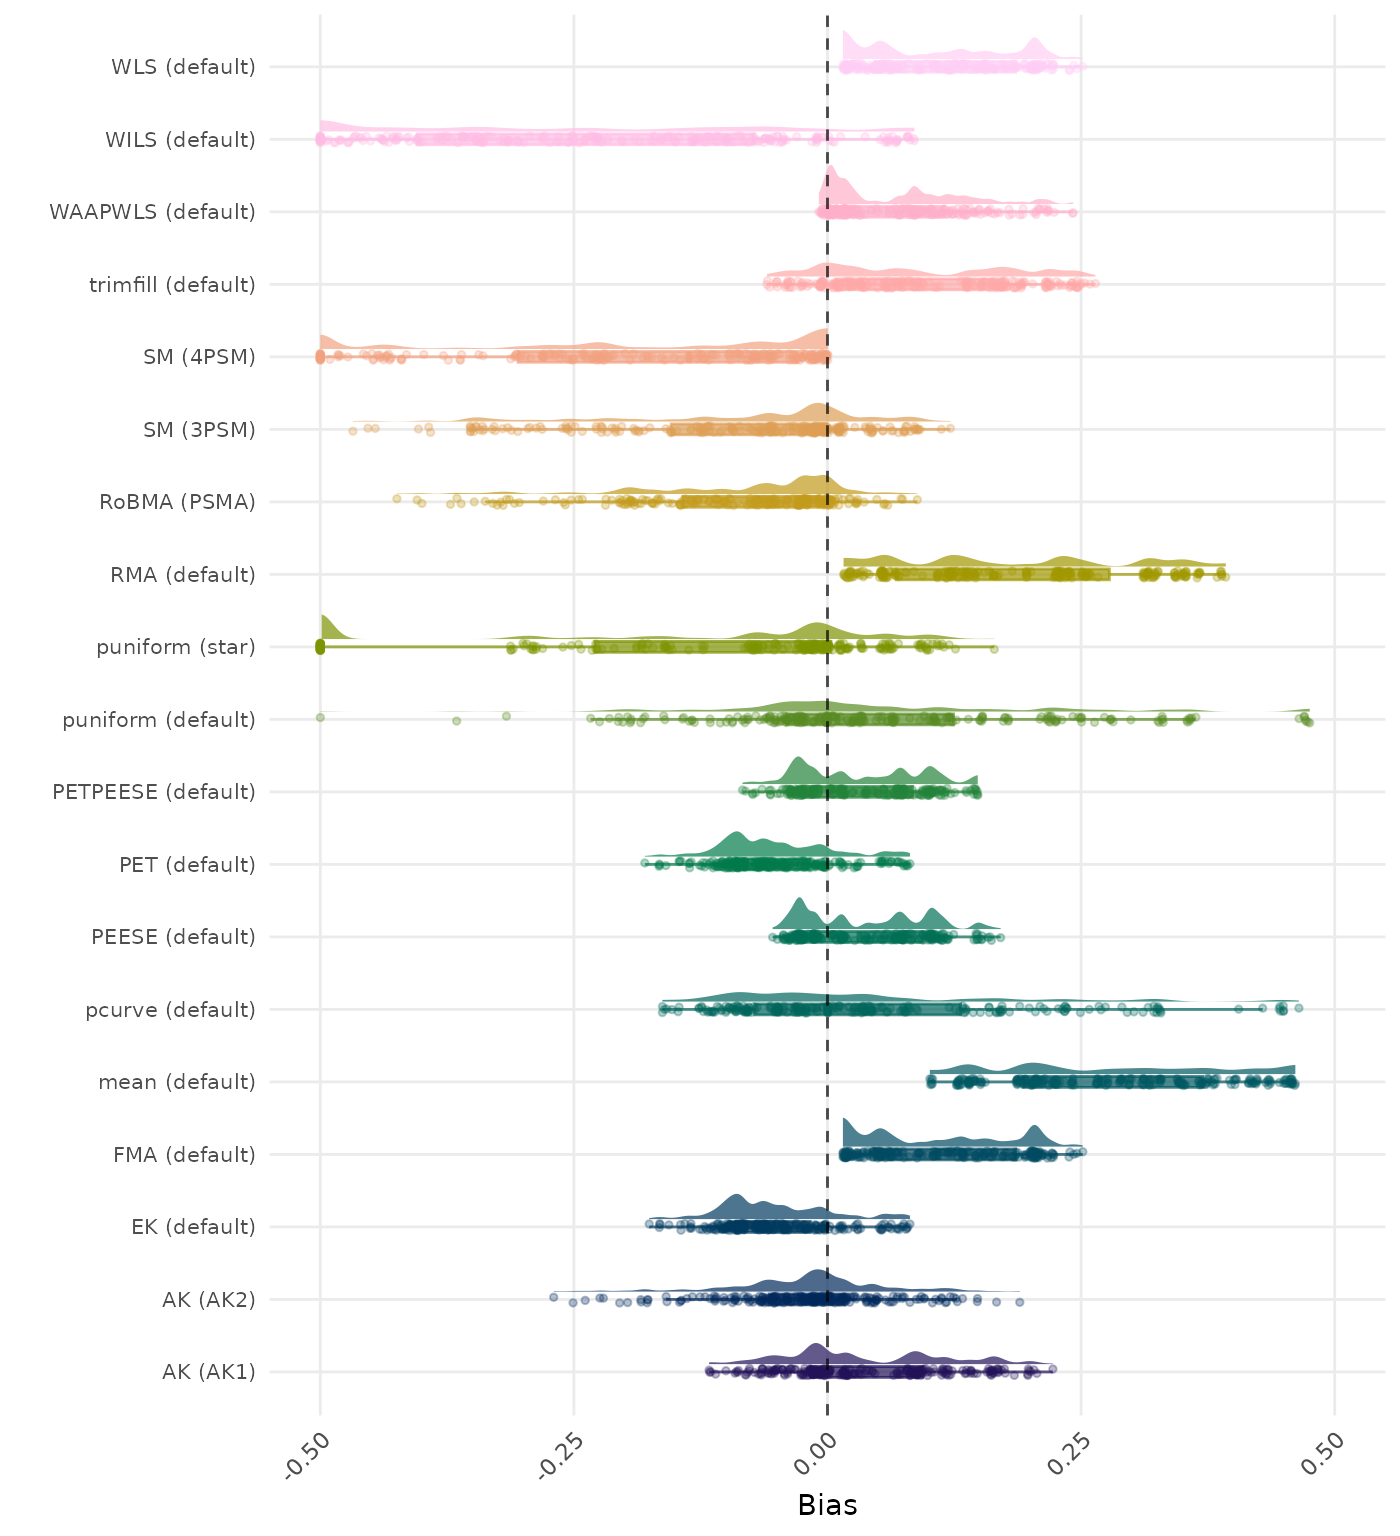 WLS (default)
WILS (default)
WAAPWLS (default)
trimfill (default)
SM (4PSM)
SM (3PSM)
RoBMA (PSMA)
RMA (default)
puniform (star)
puniform (default)
PETPEESE (default)
PET (default)
PEESE (default)
pcurve (default)
mean (default)
FMA (default)
EK (default)
AK (AK2)
AK (AK1)
-0.50
-0.25
0.00
0.25
0.50
Bias